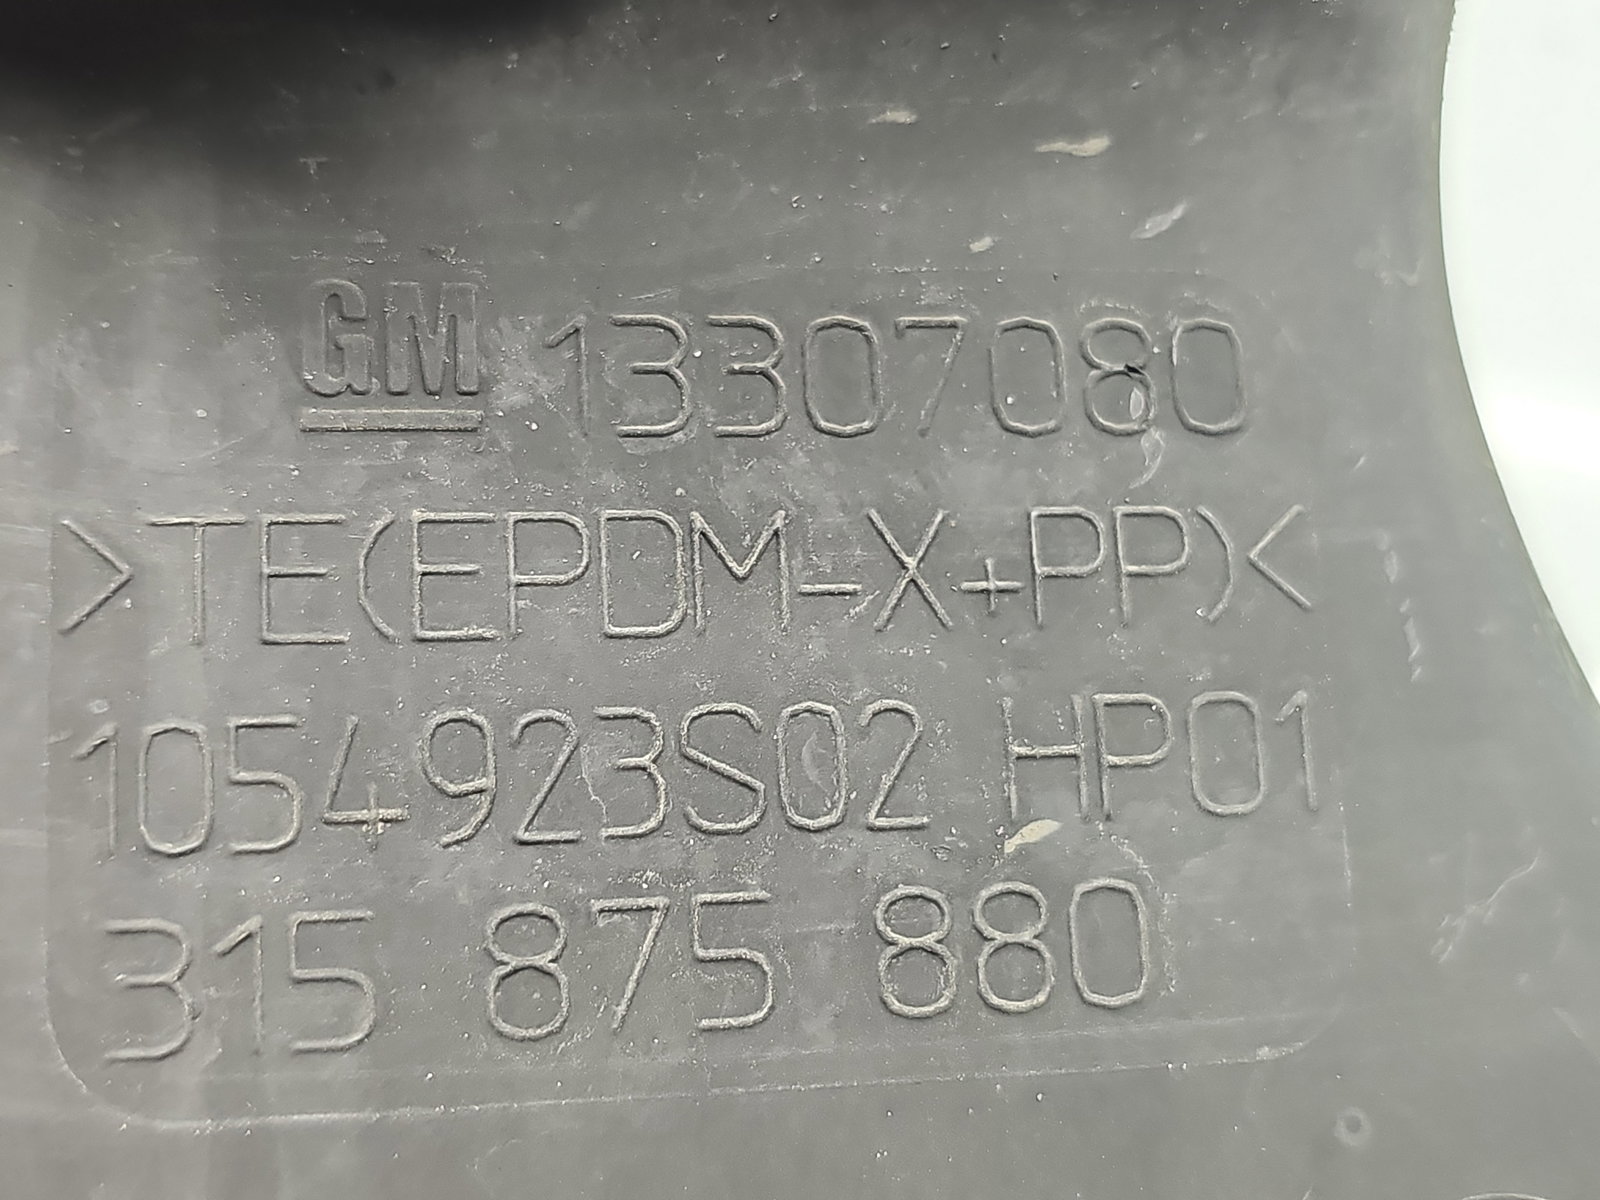 GM 13307080
>TE(EPDM-X+PP)<
1054923S02 HP01
315 875 880